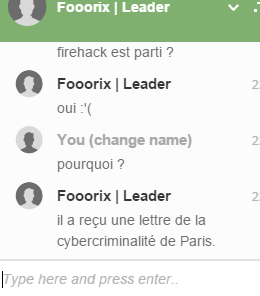 Fooorix | Leader
firehack est parti ?
Fooorix | Leader
oui :'(
You (change name)
pourquoi ?
Fooorix | Leader
il a reçu une lettre de la
cybercriminalité de Paris.
Type here and press enter..